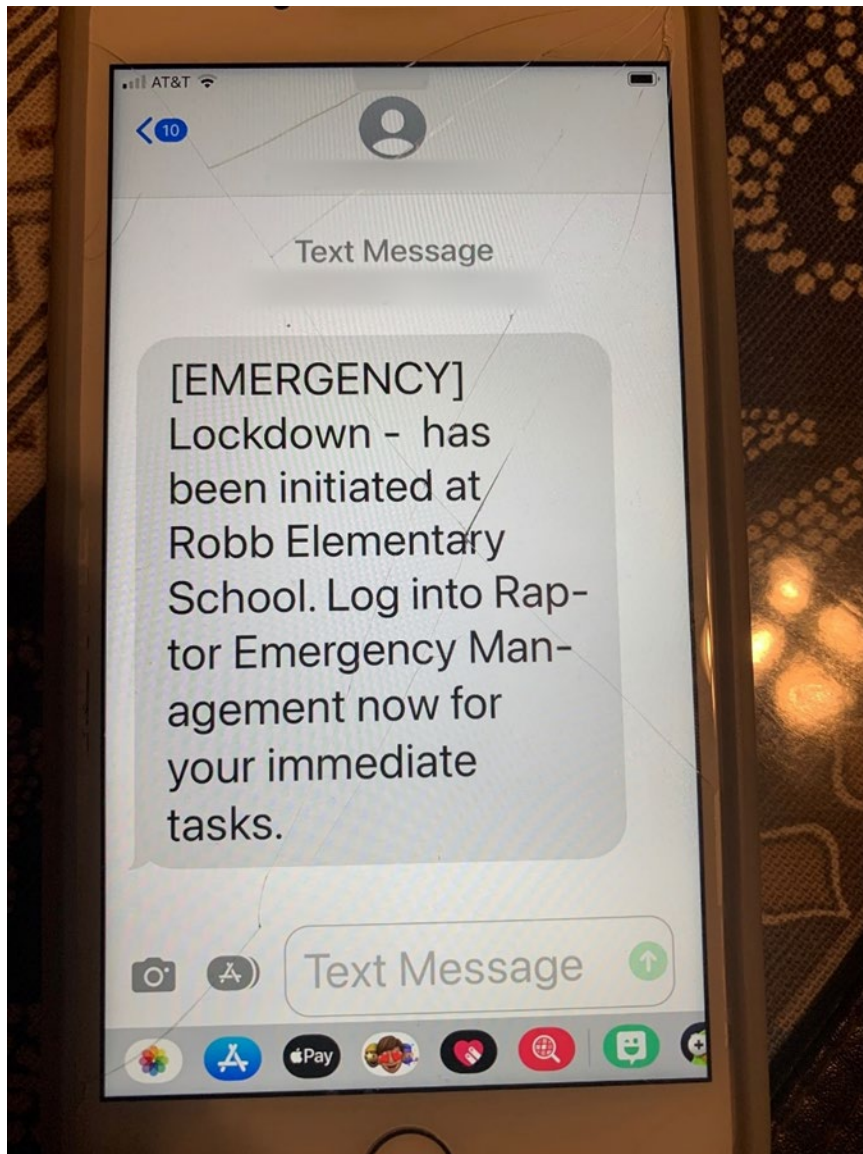 AT&T
10
Text Message
[EMERGENCY]
Lockdown - has
been initiated at
Robb Elementary
School. Log into Rap-
tor Emergency Man-
agement now for
your immediate
tasks.
Text Message
Pay